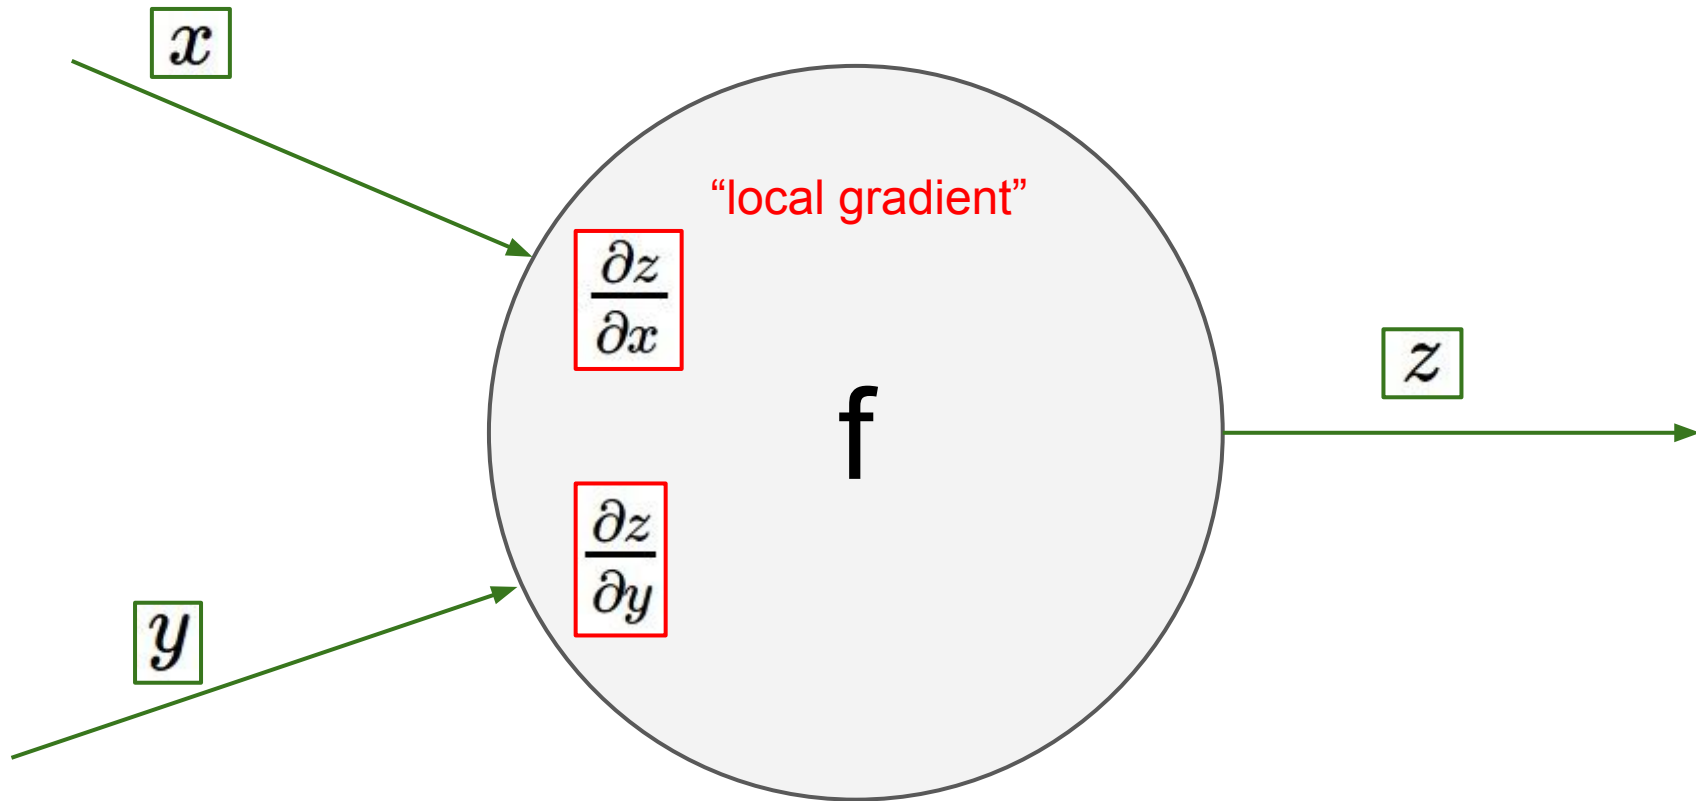 x
“local gradient”
∂z
∂x
z
f
∂z
∂y
y